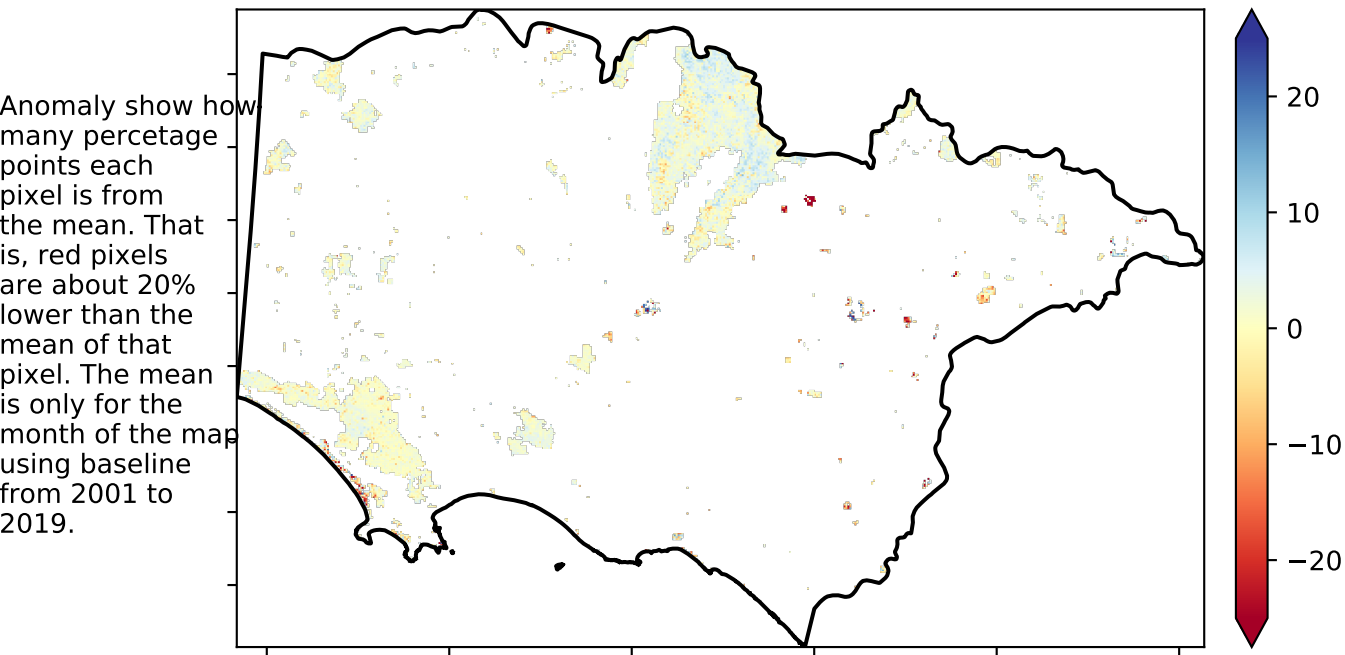 Anomaly show how
many percetage
points each
pixel is from
the mean. That
is, red pixels
are about 20%
lower than the
mean of that
pixel. The mean
is only for the
month of the map
using baseline
from 2001 to
2019.
20
10
0
−10
−20